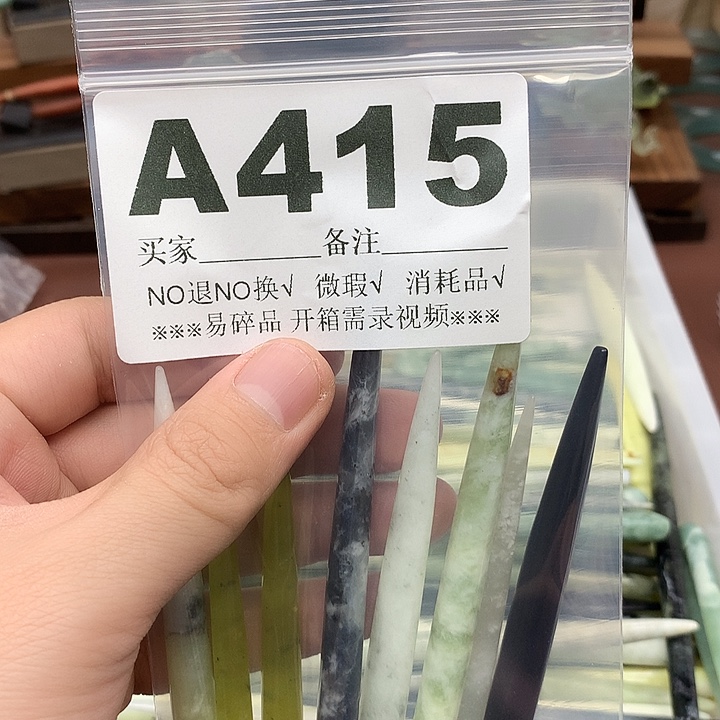 A415
买家________备注________
NO退NO换√ 微瑕√ 消耗品√
※※※易碎品 开箱需录视频※※※